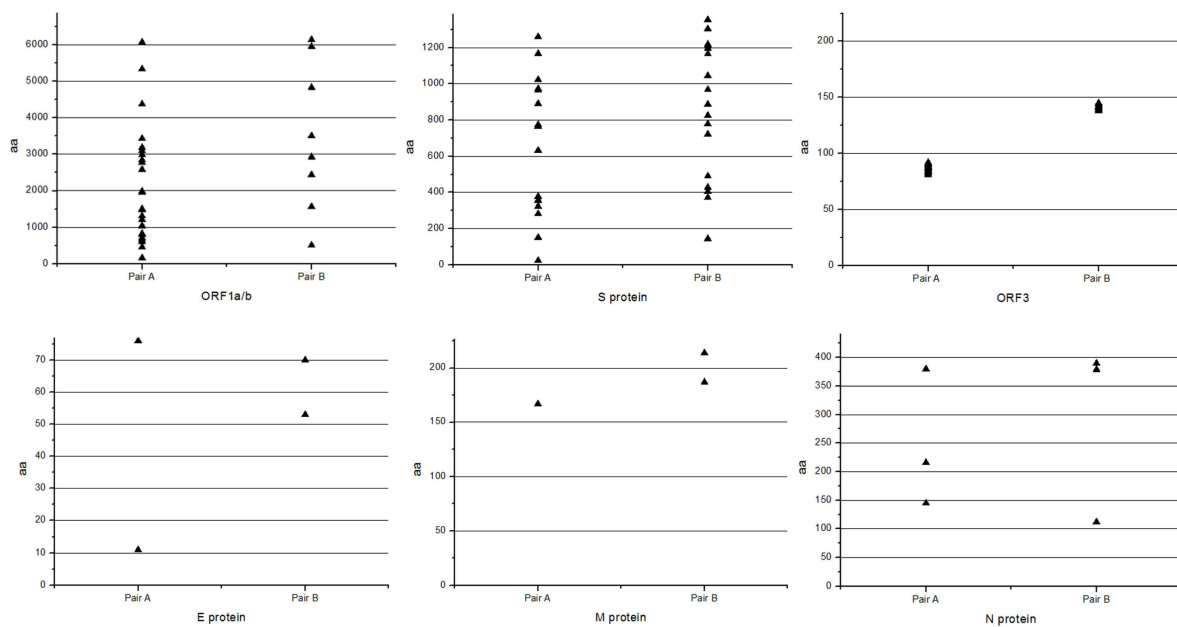 6000
5000
4000
3000
2000
1000
0
aa
Pair A
Pair B
ORF1a/b
1200
1000
800
600
400
200
0
aa
Pair A
Pair B
S protein
200
150
100
50
0
aa
Pair A
Pair B
ORF3
70
60
50
40
30
20
10
0
aa
Pair A
Pair B
E protein
200
150
100
50
0
aa
Pair A
Pair B
M protein
400
350
300
250
200
150
100
50
0
aa
Pair A
Pair B
N protein